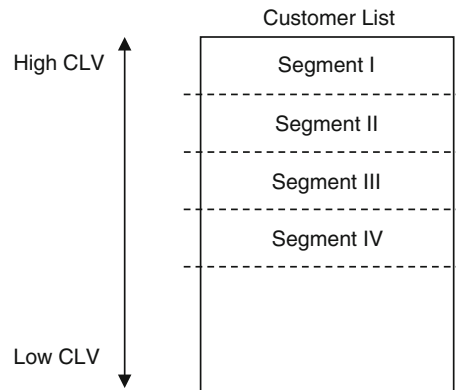 Customer List
High CLV
Segment I
Segment II
Segment III
Segment IV
Low CLV